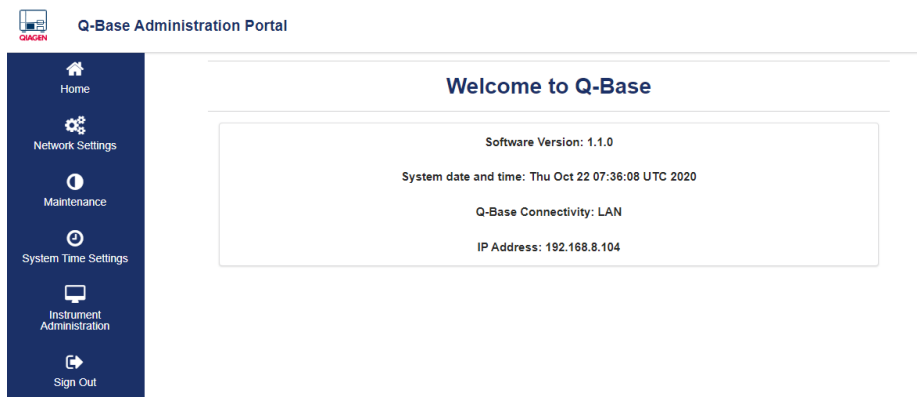 QIAGEN
Q-Base Administration Portal
Home
Network Settings
Maintenance
System Time Settings
Instrument
Administration
Sign Out
Welcome to Q-Base
Software Version: 1.1.0
System date and time: Thu Oct 22 07:36:08 UTC 2020
Q-Base Connectivity: LAN
IP Address: 192.168.8.104